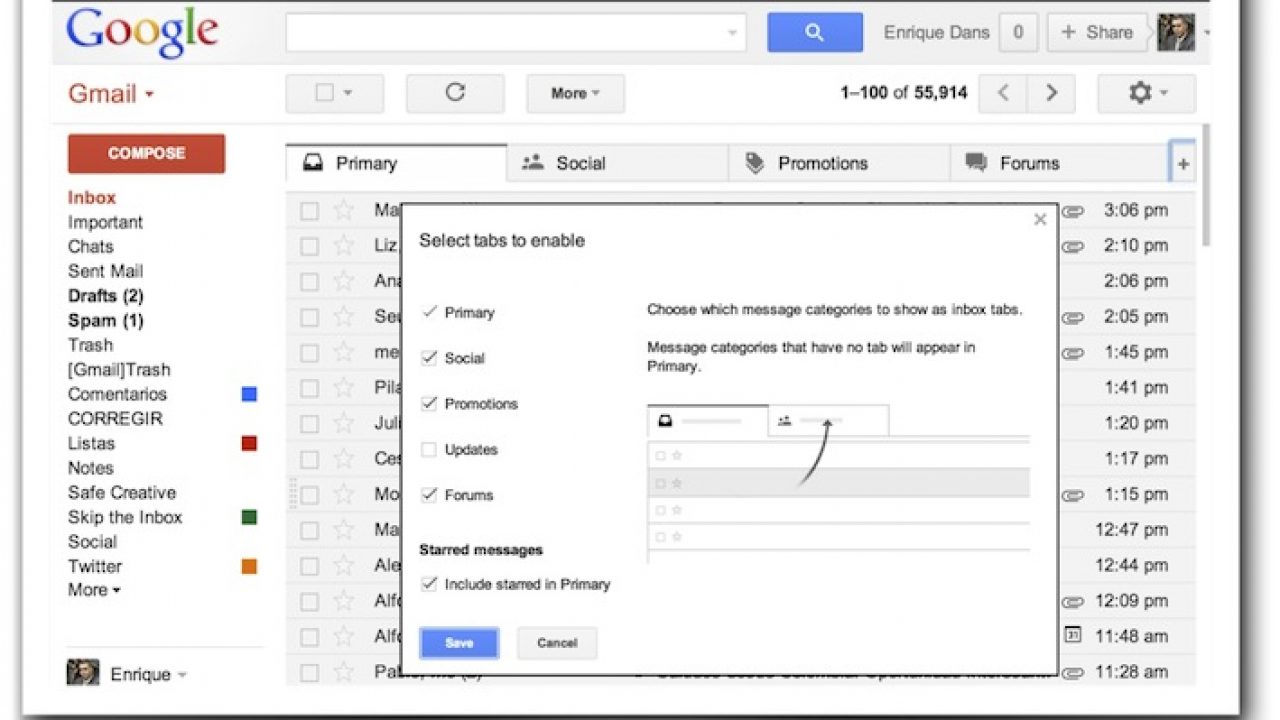 Google
Enrique Dans 0 + Share
Gmail
More
1–100 of 55,914
COMPOSE
Primary Social Promotions Forums +
Inbox
Important
Chats
Sent Mail
Drafts (2)
Spam (1)
Trash
[Gmail]Trash
Comentarios
CORREGIR
Listas
Notes
Safe Creative
Skip the Inbox
Social
Twitter
More
Enrique
Ma 3:06 pm
Liz 2:10 pm
Ana 2:06 pm
2:05 pm
me 1:45 pm
Pila 1:41 pm
Juli 1:20 pm
Ces 1:17 pm
Mo 1:15 pm
Ma 12:47 pm
Ale 12:44 pm
Alfo 12:09 pm
Alfo 31 11:48 am
11:28 am
Select tabs to enable
Primary
Social
Promotions
Updates
Forums
Starred messages
Include starred in Primary
Save Cancel
Choose which message categories to show as inbox tabs.
Message categories that have no tab will appear in
Primary.